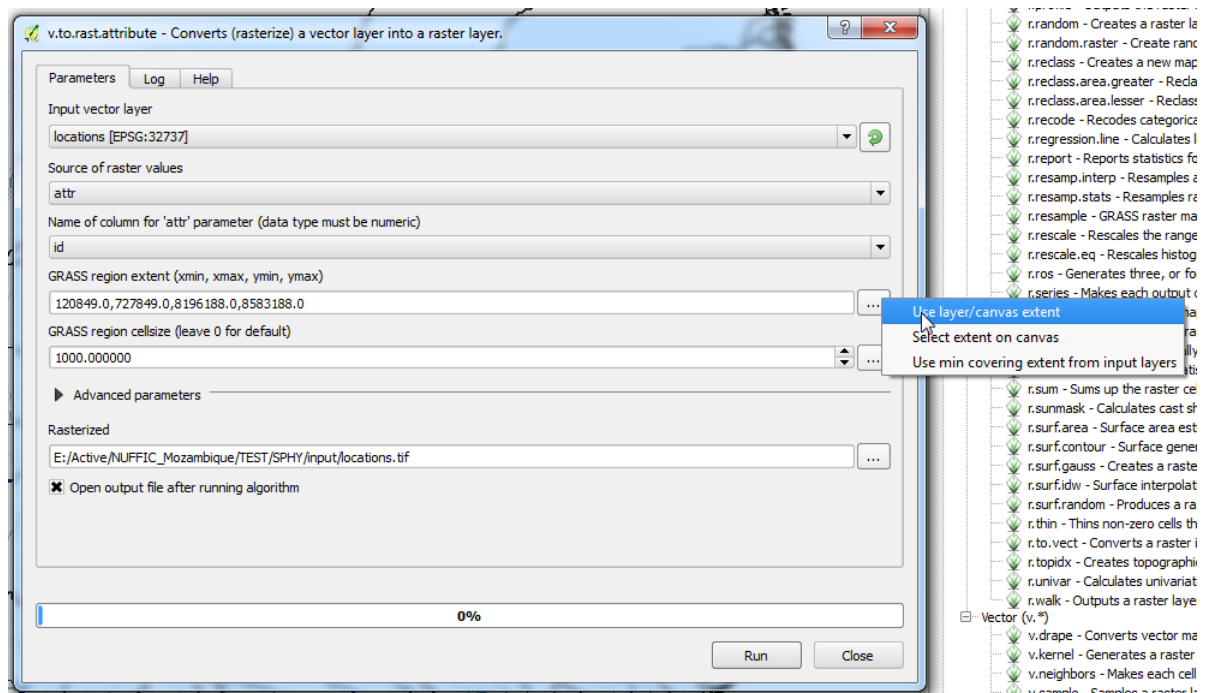 v.to.rast.attribute - Converts (rasterize) a vector layer into a raster layer.
?
X
Parameters
Log
Help
Input vector layer
locations [EPSG:32737]
Source of raster values
attr
Name of column for 'attr' parameter (data type must be numeric)
id
GRASS region extent (xmin, xmax, ymin, ymax)
120849.0,727849.0,8196188.0,8583188.0
...
GRASS region cellsize (leave 0 for default)
1000.000000
...
Advanced parameters
Rasterized
E:/Active/NUFFIC_Mozambique/TEST/SPHY/input/locations.tif
...
Open output file after running algorithm
0%
Run
Close
Use layer/canvas extent
Select extent on canvas
Use min covering extent from input layers
r.random - Creates a raster la
r.random.raster - Create rand
r.reclass - Creates a new map
r.reclass.area.greater - Recla
r.reclass.area.lesser - Reclass
r.recode - Recodes categorica
r.regression.line - Calculates l
r.report - Reports statistics fo
r.resamp.interp - Resamples a
r.resamp.stats - Resamples ra
r.resample - GRASS raster ma
r.rescale - Rescales the range
r.rescale.eq - Rescales histog
r.ros - Generates three, or fo
r.series - Makes each output c
r.sum - Sums up the raster cel
r.sunmask - Calculates cast sh
r.surf.area - Surface area esti
r.surf.contour - Surface gener
r.surf.gauss - Creates a raste
r.surf.idw - Surface interpolat
r.surf.random - Produces a ra
r.thin - Thins non-zero cells th
r.to.vect - Converts a raster i
r.topidx - Creates topographi
r.univar - Calculates univariat
r.walk - Outputs a raster laye
Vector (v.*)
v.drape - Converts vector ma
v.kernel - Generates a raster
v.neighbors - Makes each cell